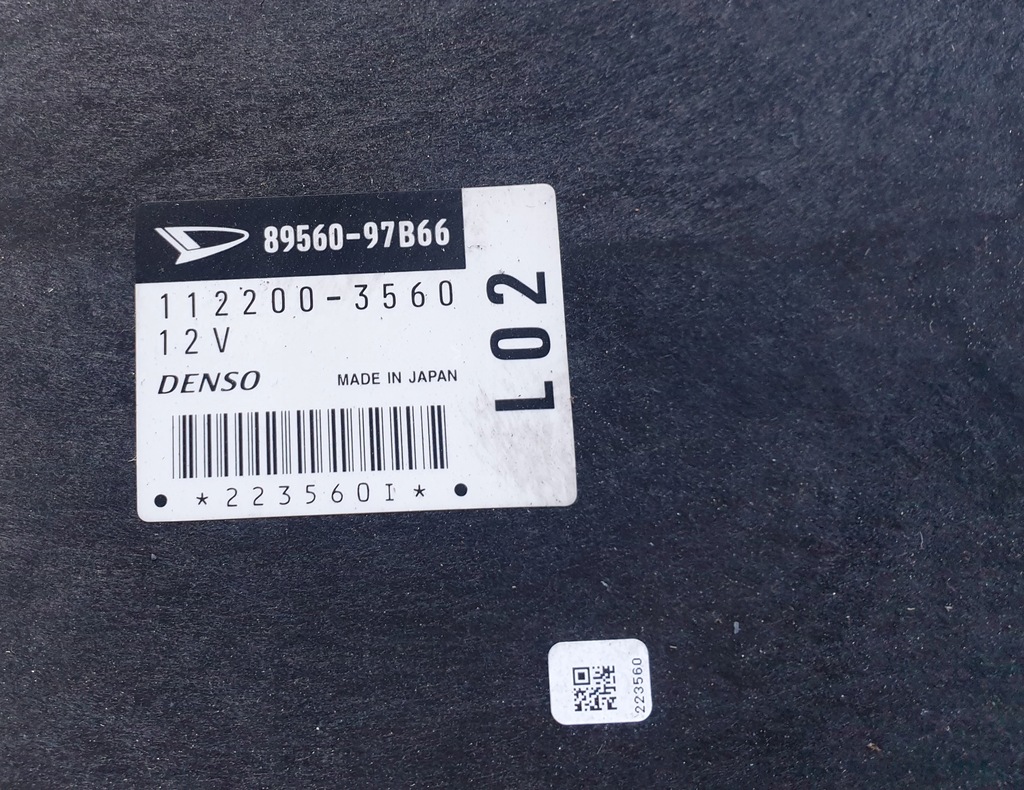 89560-97B66
112200-3560
12V
DENSO MADE IN JAPAN
*223560I*
L02
223560